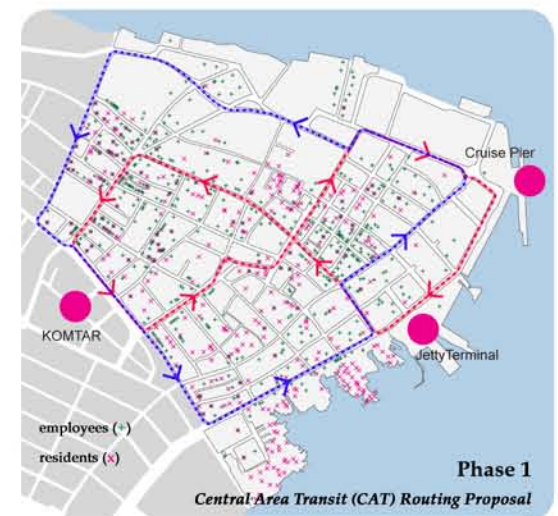 Cruise Pier
KOMTAR
JettyTerminal
employees (+)
residents (x)
Phase 1
Central Area Transit (CAT) Routing Proposal